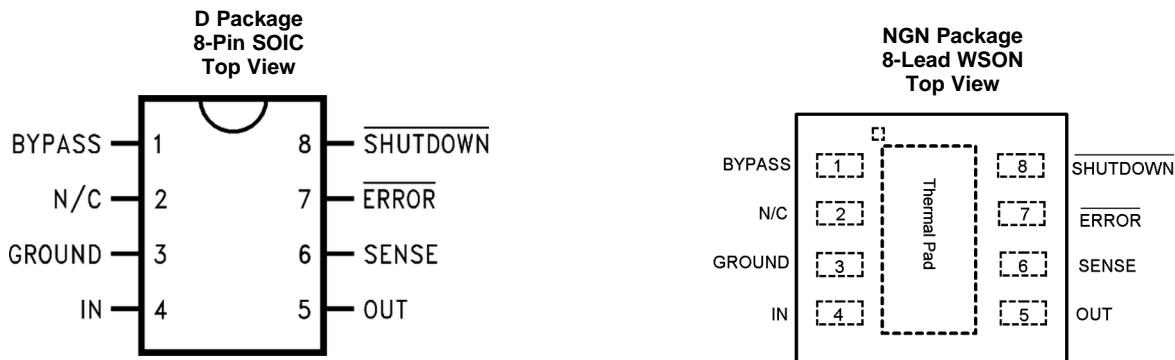 D Package
8-Pin SOIC
Top View
BYPASS 1 8 SHUTDOWN
N/C 2 7 ERROR
GROUND 3 6 SENSE
IN 4 5 OUT
NGN Package
8-Lead WSON
Top View
BYPASS 1 8 SHUTDOWN
N/C 2 7 ERROR
GROUND 3 6 SENSE
IN 4 5 OUT
Thermal Pad